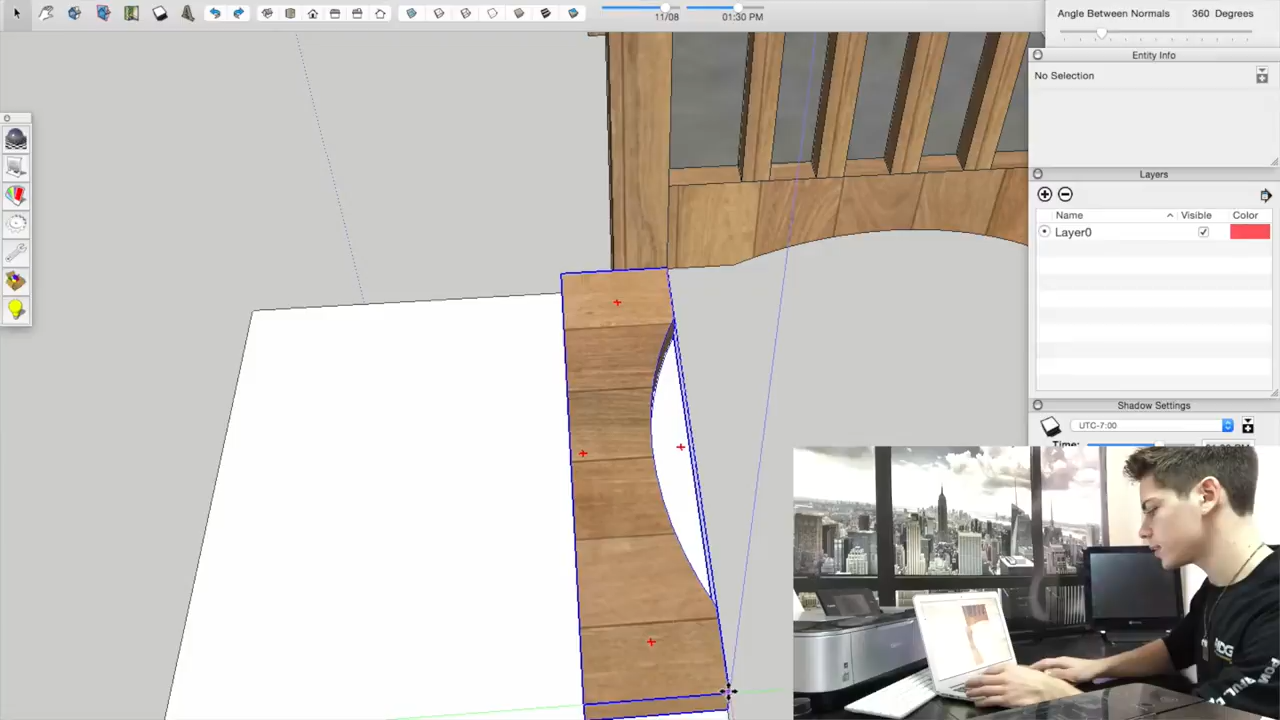 11/08
01:30 PM
Angle Between Normals 360 Degrees
Entity Info
No Selection
Layers
Name Visible Color
Layer0
Shadow Settings
UTC-7:00